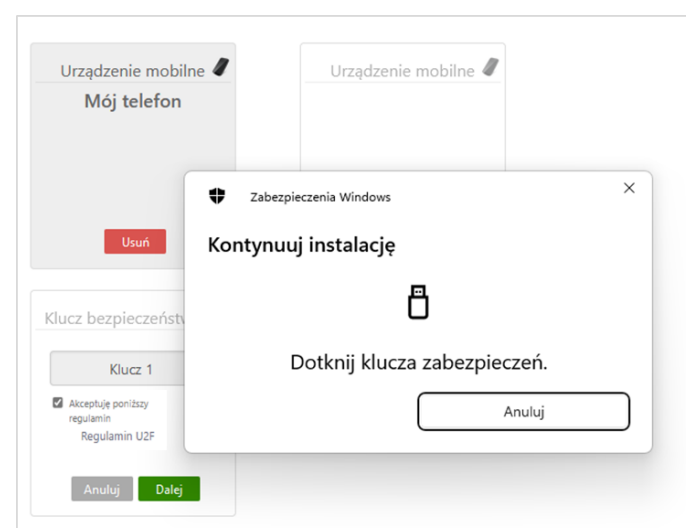 Urządzenie mobilne
Mój telefon
Usuń
Urządzenie mobilne
Zabezpieczenia Windows
Kontynuuj instalację
Dotknij klucza zabezpieczeń.
Anuluj
Klucz
Klucz 1
Akceptuję poniższy
regulamin
Regulamin U2F
Anuluj
Dalej